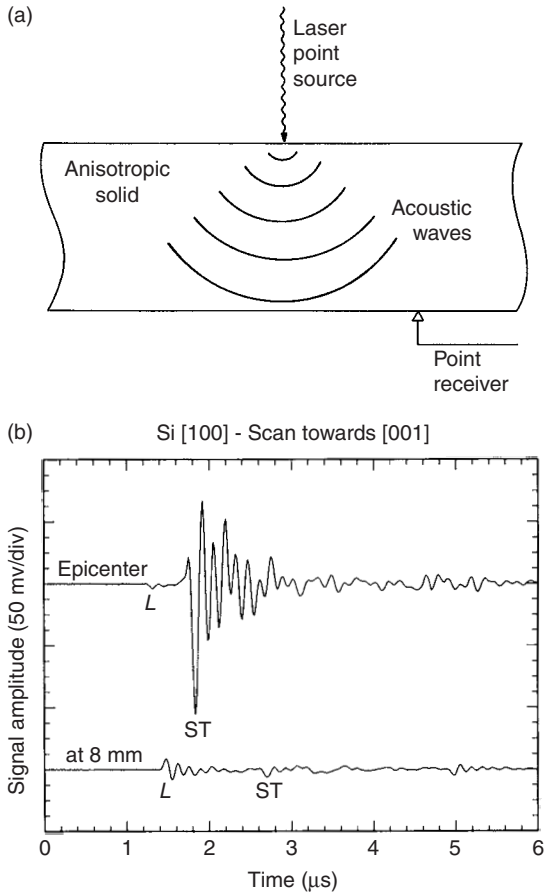 (a)
Laser
point
source
Anisotropic
solid
Acoustic
waves
Point
receiver
(b)
Si [100] - Scan towards [001]
Signal amplitude (50 mv/div)
Epicenter
L
ST
at 8 mm
L
ST
0 1 2 3 4 5 6
Time (μs)